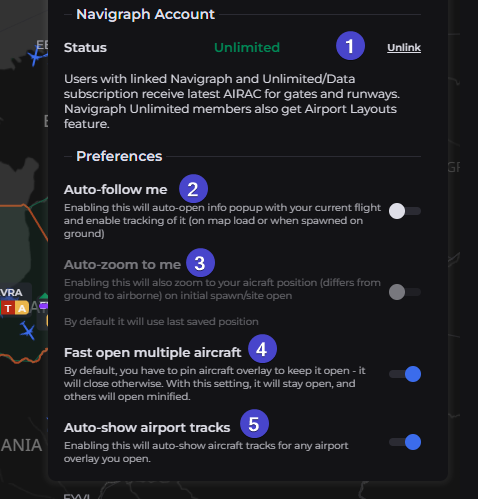 Navigraph Account
Status Unlimited 1 Unlink
Users with linked Navigraph and Unlimited/Data
subscription receive latest AIRAC for gates and runways.
Navigraph Unlimited members also get Airport Layouts
feature.
Preferences
Auto-follow me 2
Enabling this will auto-open info popup with your current flight
and enable tracking of it (on map load or when spawned on
ground)
Auto-zoom to me 3
Enabling this will also zoom to your aicraft position (differs from
ground to airborne) on initial spawn/site open
By default it will use last saved position
VRA
T A
Fast open multiple aircraft 4
By default, you have to pin aircraft overlay to keep it open - it
will close otherwise. With this setting, it will stay open, and
others will open minified.
Auto-show airport tracks 5
Enabling this will auto-show aircraft tracks for any airport
overlay you open.
ANIA